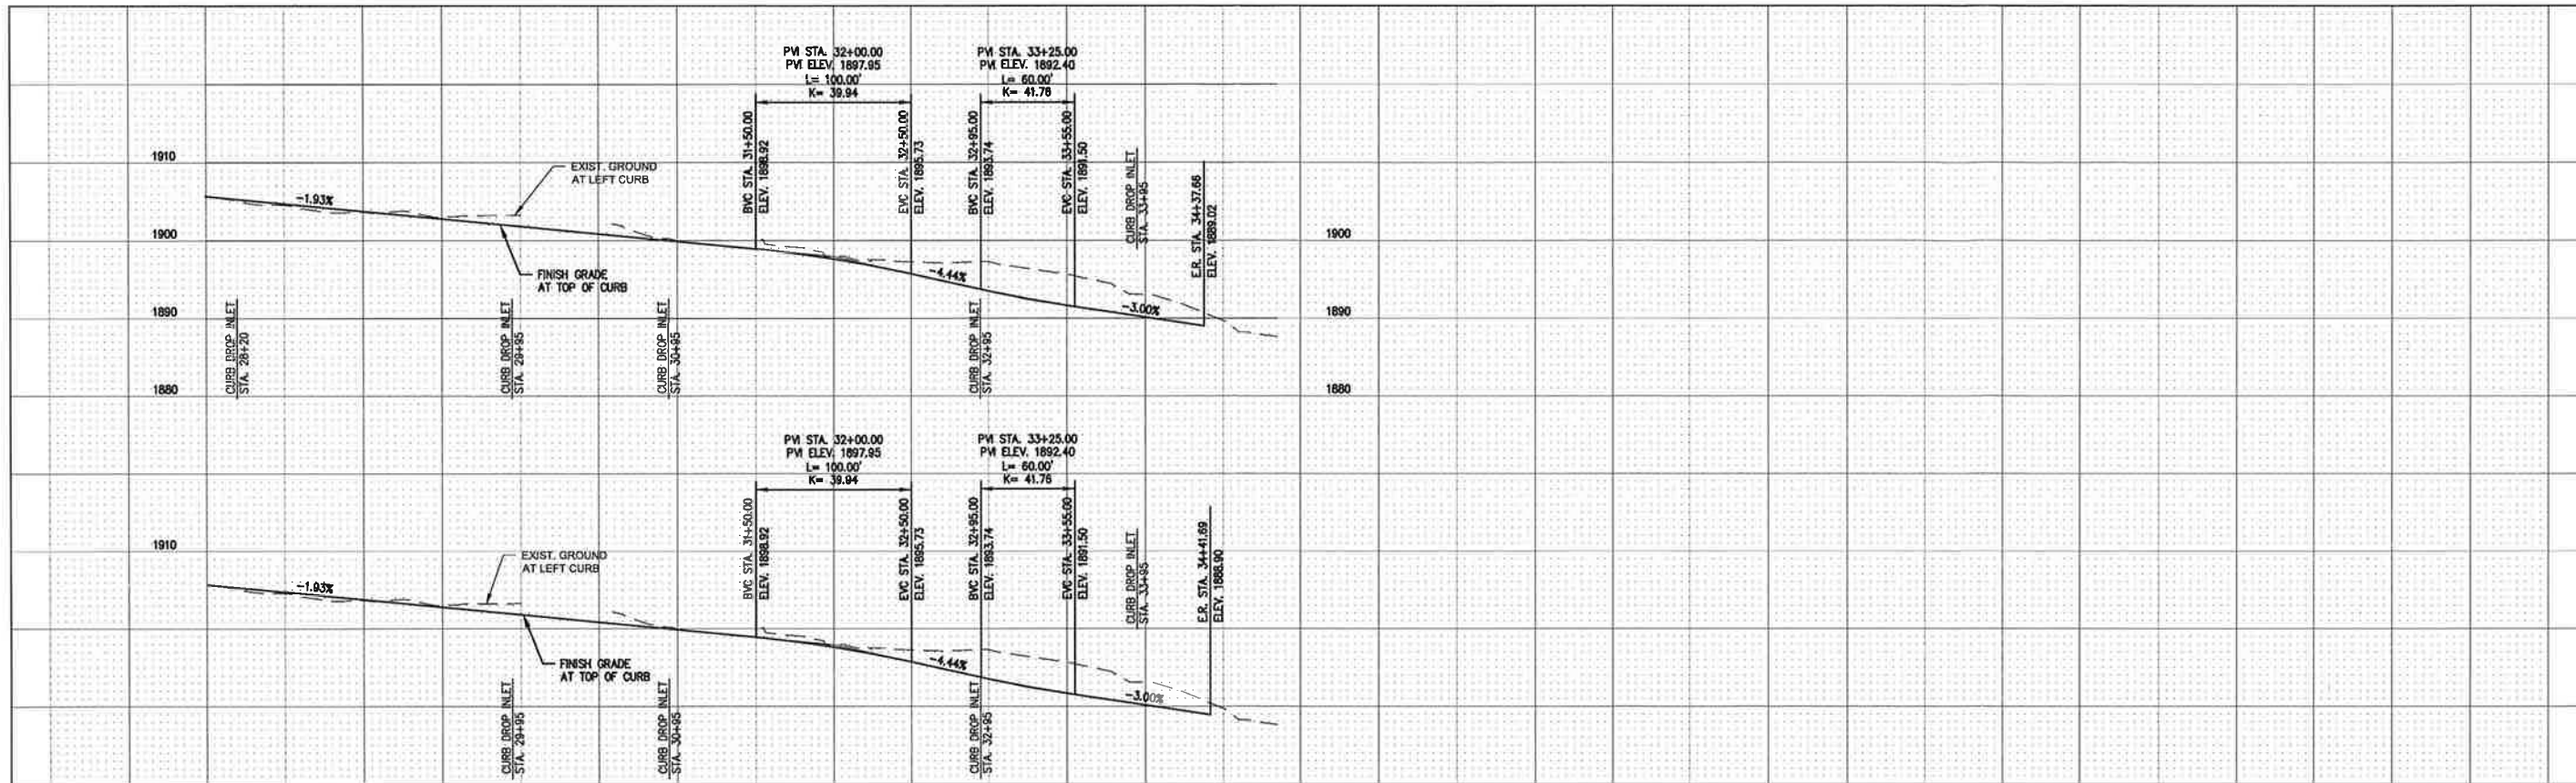 PVI STA. 32+00.00
PVI ELEV. 1897.95
L= 100.00'
K= 39.94
PVI STA. 33+25.00
PVI ELEV. 1892.40
L= 60.00'
K= 41.76
BVC STA. 31+50.00
ELEV. 1898.92
EVC STA. 32+50.00
ELEV. 1895.73
BVC STA. 32+95.00
ELEV. 1893.74
EVC STA. 33+55.00
ELEV. 1891.50
CURB DROP INLET
STA. 33+95
E.R. STA. 34+37.66
ELEV. 1889.02
1910
EXIST. GROUND
AT LEFT CURB
-1.93%
1900
1900
-4.44%
FINISH GRADE
AT TOP OF CURB
-3.00%
1890
1890
CURB DROP INLET
STA. 28+20
CURB DROP INLET
STA. 29+95
CURB DROP INLET
STA. 30+95
CURB DROP INLET
STA. 32+95
1880
1880
PVI STA. 32+00.00
PVI ELEV. 1897.95
L= 100.00'
K= 39.94
PVI STA. 33+25.00
PVI ELEV. 1892.40
L= 60.00'
K= 41.76
BVC STA. 31+50.00
ELEV. 1898.92
EVC STA. 32+50.00
ELEV. 1895.73
BVC STA. 32+95.00
ELEV. 1893.74
EVC STA. 33+55.00
ELEV. 1891.50
CURB DROP INLET
STA. 33+95
E.R. STA. 34+41.69
ELEV. 1888.90
1910
EXIST. GROUND
AT LEFT CURB
-1.93%
-4.44%
FINISH GRADE
AT TOP OF CURB
-3.00%
CURB DROP INLET
STA. 29+95
CURB DROP INLET
STA. 30+95
CURB DROP INLET
STA. 32+95